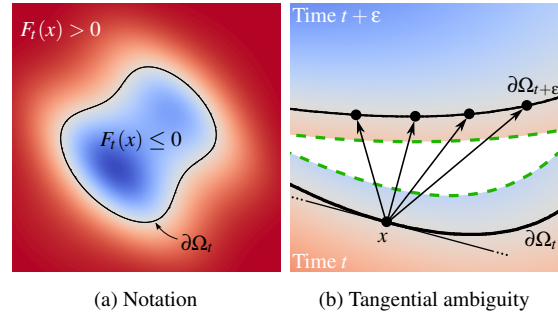 F_t(x) > 0
F_t(x) ≤ 0
∂Ω_t
(a) Notation
Time t + ε
∂Ω_{t+ε}
x
∂Ω_t
Time t
(b) Tangential ambiguity